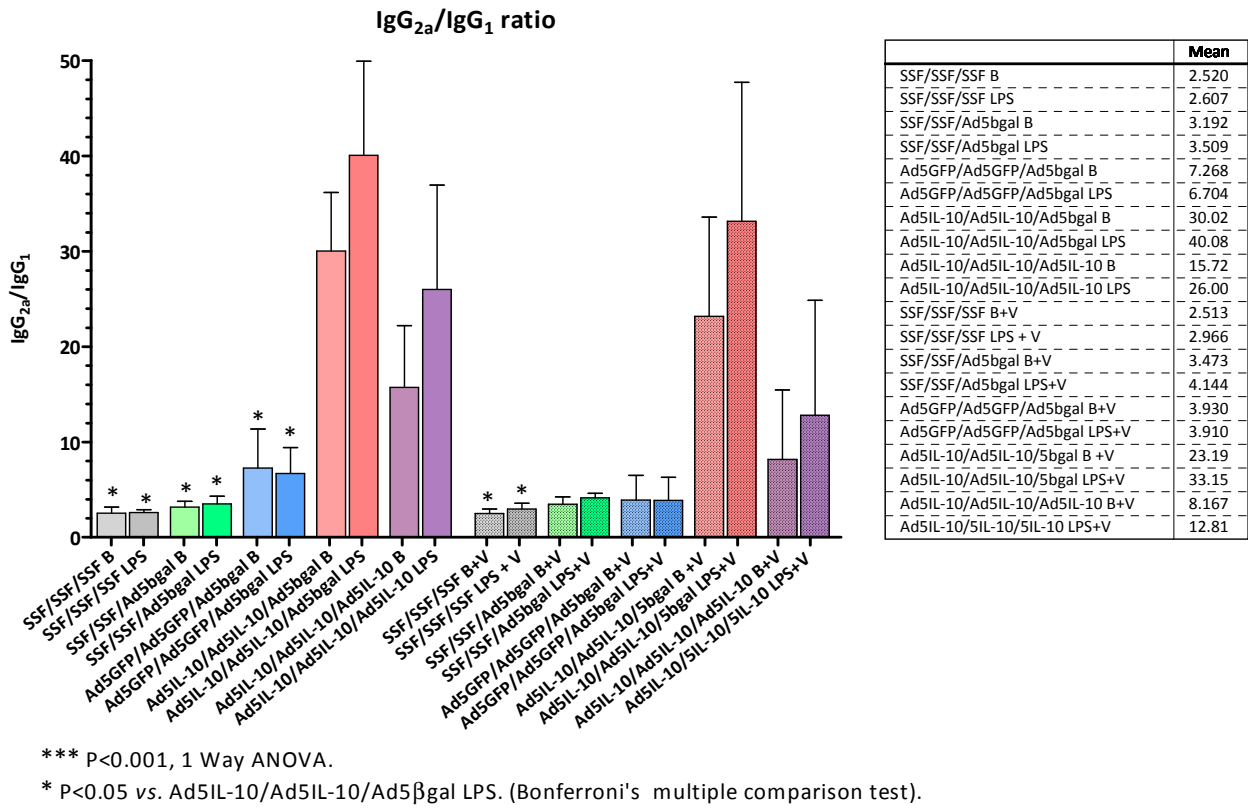 IgG2a/IgG1 ratio
IgG2a/IgG1
50
40
30
20
10
0
* * * * * * * *
SSF/SSF/SSF B
SSF/SSF/SSF LPS
SSF/SSF/Ad5bgal B
SSF/SSF/Ad5bgal LPS
Ad5GFP/Ad5GFP/Ad5bgal B
Ad5GFP/Ad5GFP/Ad5bgal LPS
Ad5IL-10/Ad5IL-10/Ad5bgal B
Ad5IL-10/Ad5IL-10/Ad5bgal LPS
Ad5IL-10/Ad5IL-10/Ad5IL-10 B
Ad5IL-10/Ad5IL-10/Ad5IL-10 LPS
SSF/SSF/SSF B+V
SSF/SSF/SSF LPS + V
SSF/SSF/Ad5bgal B+V
SSF/SSF/Ad5bgal LPS+V
Ad5GFP/Ad5GFP/Ad5bgal B+V
Ad5GFP/Ad5GFP/Ad5bgal LPS+V
Ad5IL-10/Ad5IL-10/5bgal B +V
Ad5IL-10/Ad5IL-10/5bgal LPS+V
Ad5IL-10/Ad5IL-10/Ad5IL-10 B+V
Ad5IL-10/5IL-10/5IL-10 LPS+V
Mean
SSF/SSF/SSF B 2.520
SSF/SSF/SSF LPS 2.607
SSF/SSF/Ad5bgal B 3.192
SSF/SSF/Ad5bgal LPS 3.509
Ad5GFP/Ad5GFP/Ad5bgal B 7.268
Ad5GFP/Ad5GFP/Ad5bgal LPS 6.704
Ad5IL-10/Ad5IL-10/Ad5bgal B 30.02
Ad5IL-10/Ad5IL-10/Ad5bgal LPS 40.08
Ad5IL-10/Ad5IL-10/Ad5IL-10 B 15.72
Ad5IL-10/Ad5IL-10/Ad5IL-10 LPS 26.00
SSF/SSF/SSF B+V 2.513
SSF/SSF/SSF LPS + V 2.966
SSF/SSF/Ad5bgal B+V 3.473
SSF/SSF/Ad5bgal LPS+V 4.144
Ad5GFP/Ad5GFP/Ad5bgal B+V 3.930
Ad5GFP/Ad5GFP/Ad5bgal LPS+V 3.910
Ad5IL-10/Ad5IL-10/5bgal B +V 23.19
Ad5IL-10/Ad5IL-10/5bgal LPS+V 33.15
Ad5IL-10/Ad5IL-10/Ad5IL-10 B+V 8.167
Ad5IL-10/5IL-10/5IL-10 LPS+V 12.81
*** P<0.001, 1 Way ANOVA.
* P<0.05 vs. Ad5IL-10/Ad5IL-10/Ad5βgal LPS. (Bonferroni's multiple comparison test).